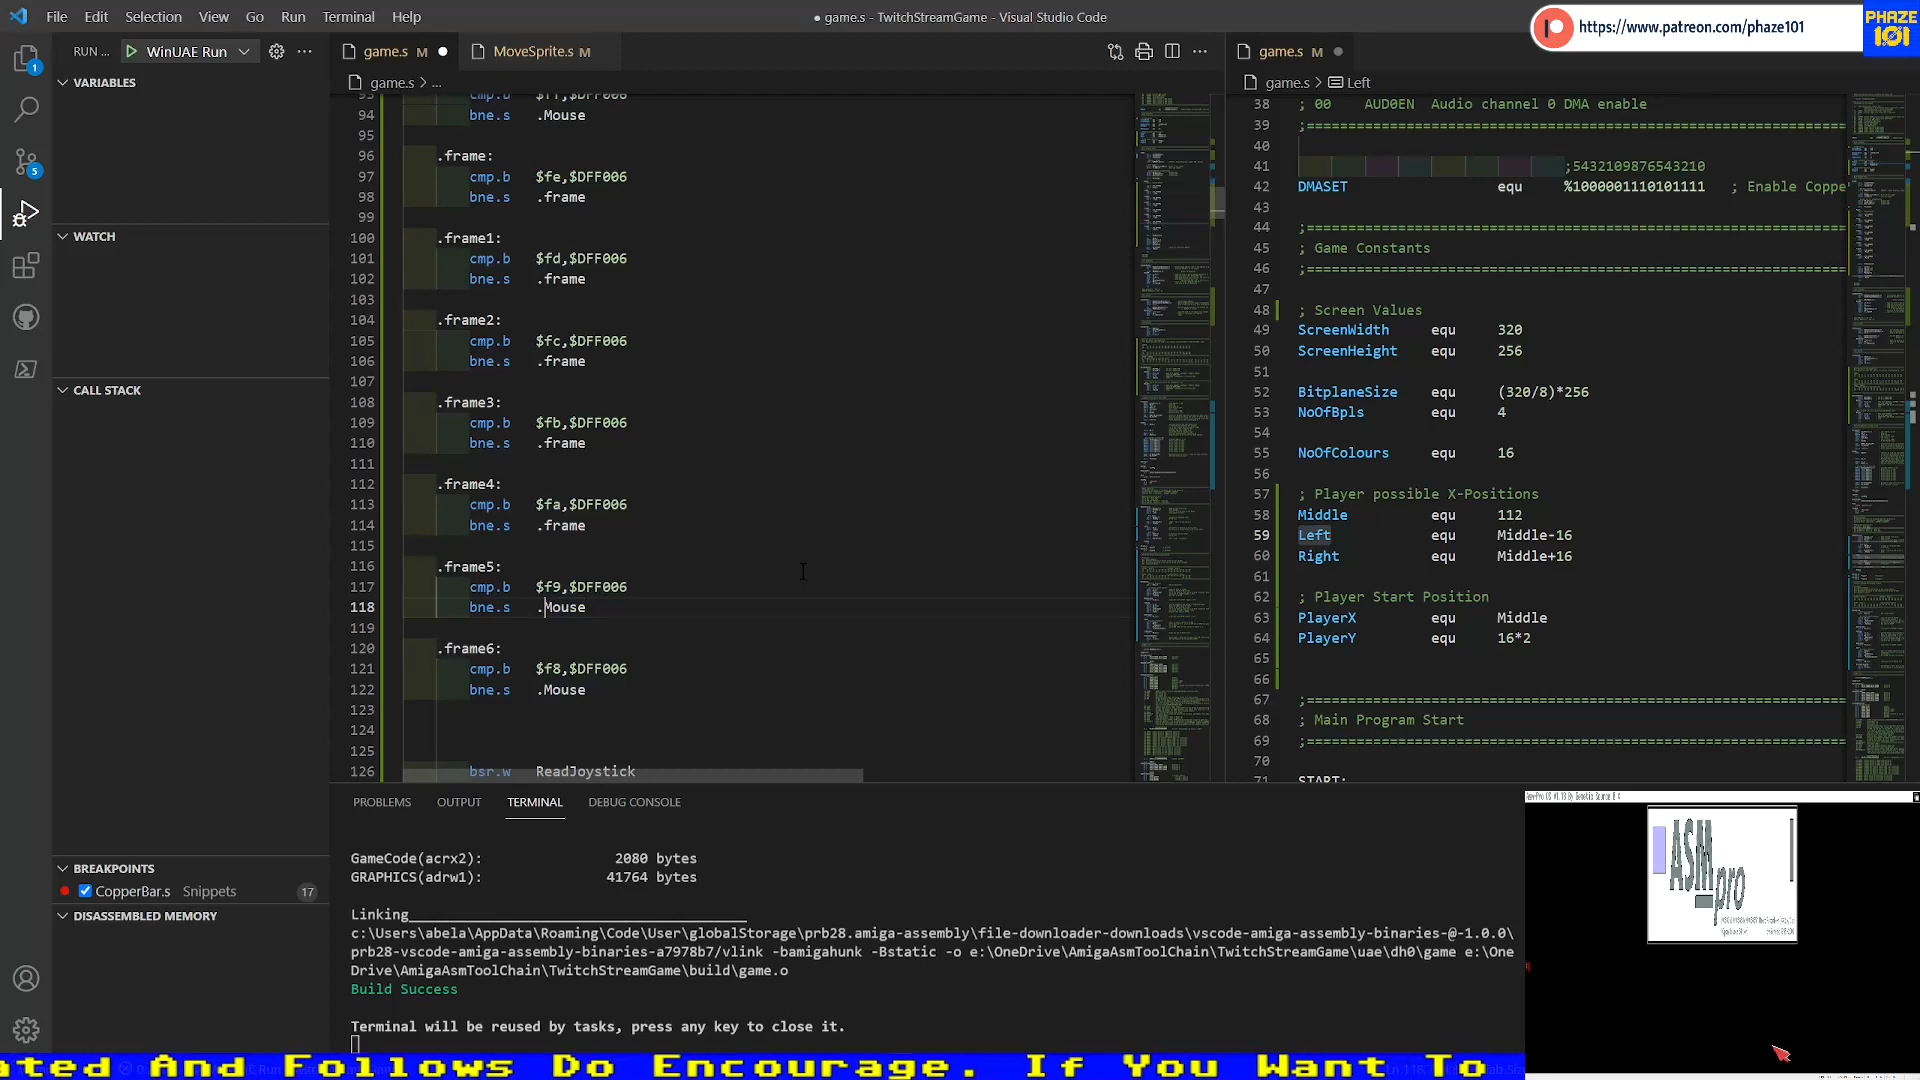 File Edit Selection View Go Run Terminal Help
● game.s - TwitchStreamGame - Visual Studio Code
https://www.patreon.com/phaze101
PHAZE
101
RUN ... WinUAE Run
VARIABLES
WATCH
CALL STACK
BREAKPOINTS
CopperBar.s Snippets 17
DISASSEMBLED MEMORY
1
5
game.s M
MoveSprite.s M
game.s > ...
93 cmp.b $ff,$DFF006
94 bne.s .Mouse
95
96 .frame:
97 cmp.b $fe,$DFF006
98 bne.s .frame
99
100 .frame1:
101 cmp.b $fd,$DFF006
102 bne.s .frame
103
104 .frame2:
105 cmp.b $fc,$DFF006
106 bne.s .frame
107
108 .frame3:
109 cmp.b $fb,$DFF006
110 bne.s .frame
111
112 .frame4:
113 cmp.b $fa,$DFF006
114 bne.s .frame
115
116 .frame5:
117 cmp.b $f9,$DFF006
118 bne.s .Mouse
119
120 .frame6:
121 cmp.b $f8,$DFF006
122 bne.s .Mouse
123
124
125
126 bsr.w ReadJoystick
game.s M
game.s > Left
38 ; 00 AUD0EN Audio channel 0 DMA enable
39 ;==================================================================
40
41 ;5432109876543210
42 DMASET equ %1000001110101111 ; Enable Coppe
43
44 ;==================================================================
45 ; Game Constants
46 ;==================================================================
47
48 ; Screen Values
49 ScreenWidth equ 320
50 ScreenHeight equ 256
51
52 BitplaneSize equ (320/8)*256
53 NoOfBpls equ 4
54
55 NoOfColours equ 16
56
57 ; Player possible X-Positions
58 Middle equ 112
59 Left equ Middle-16
60 Right equ Middle+16
61
62 ; Player Start Position
63 PlayerX equ Middle
64 PlayerY equ 16*2
65
66
67 ;==================================================================
68 ; Main Program Start
69 ;==================================================================
70
71 START:
PROBLEMS OUTPUT TERMINAL DEBUG CONSOLE
GameCode(acrx2): 2080 bytes
GRAPHICS(adrw1): 41764 bytes
Linking
c:\Users\abela\AppData\Roaming\Code\User\globalStorage\prb28.amiga-assembly\file-downloader-downloads\vscode-amiga-assembly-binaries-@-1.0.0\
prb28-vscode-amiga-assembly-binaries-a7978b7/vlink -bamigahunk -Bstatic -o e:\OneDrive\AmigaAsmToolChain\TwitchStreamGame\uae\dh0\game e:\One
Drive\AmigaAsmToolChain\TwitchStreamGame\build\game.o
Build Success
Terminal will be reused by tasks, press any key to close it.
ASM
pro
ated And Follows Do Encourage. If You Want To